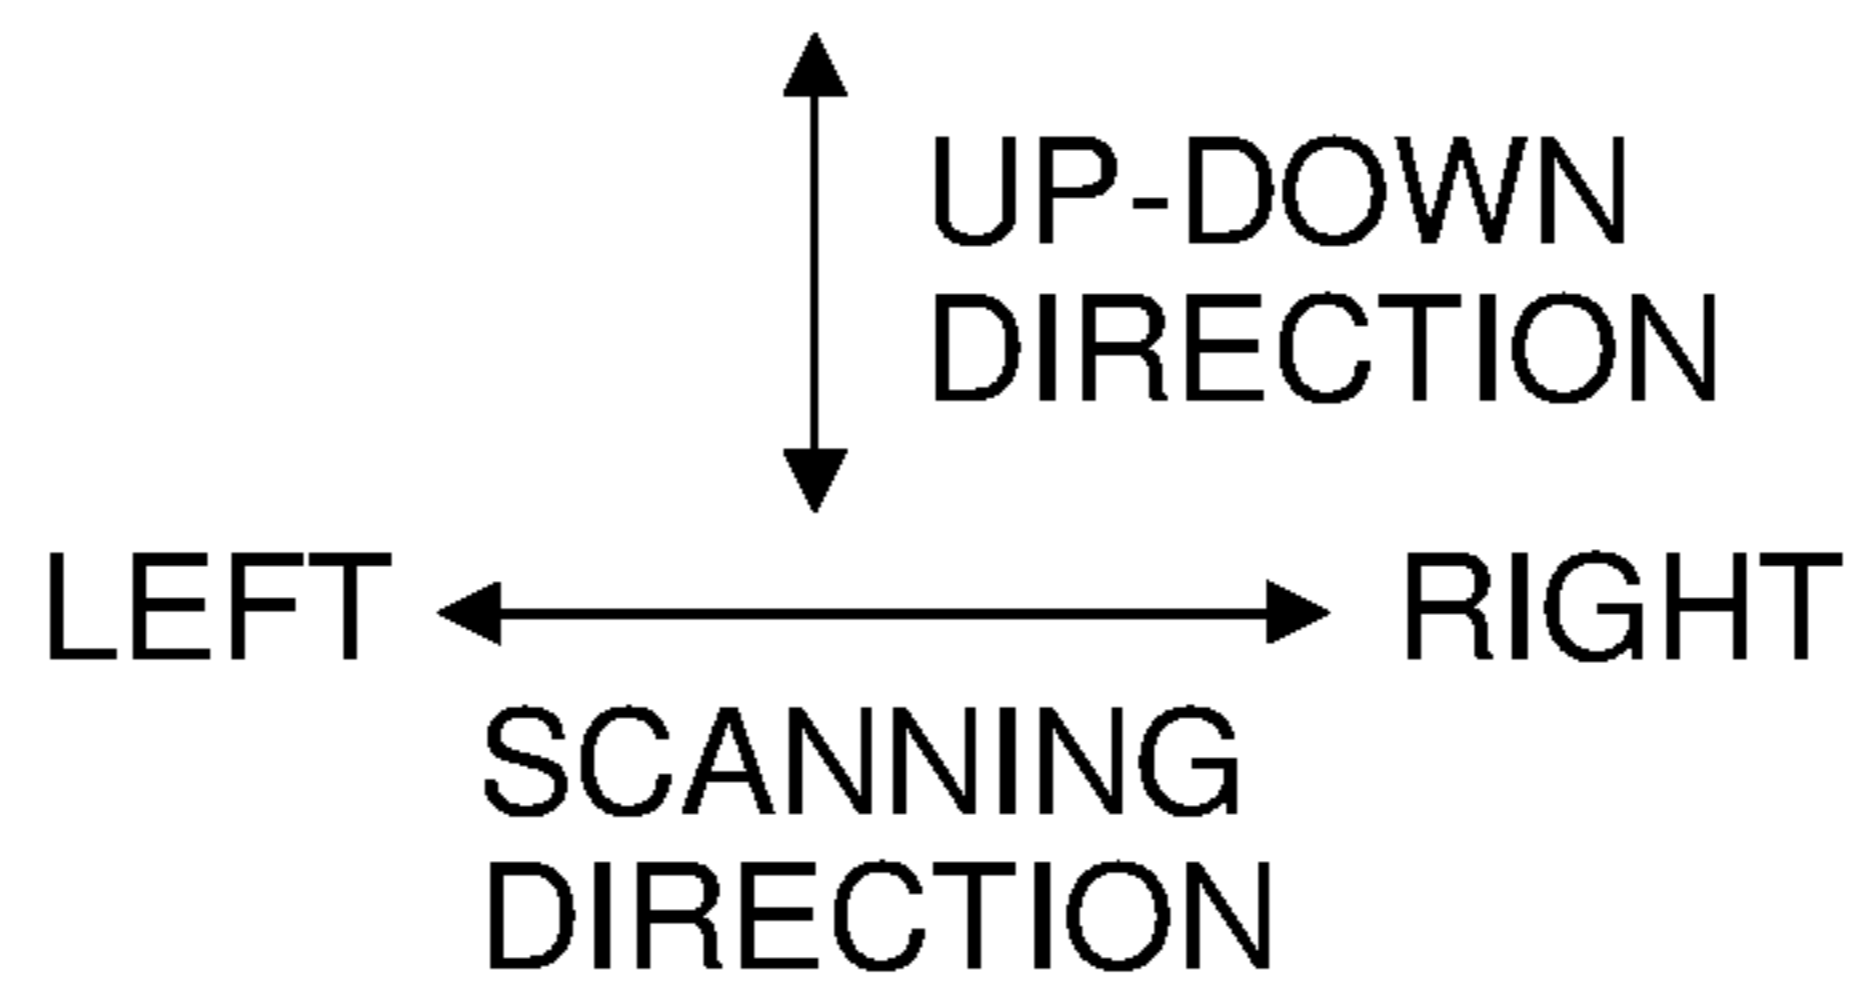 UP-DOWN
DIRECTION
LEFT RIGHT
SCANNING
DIRECTION